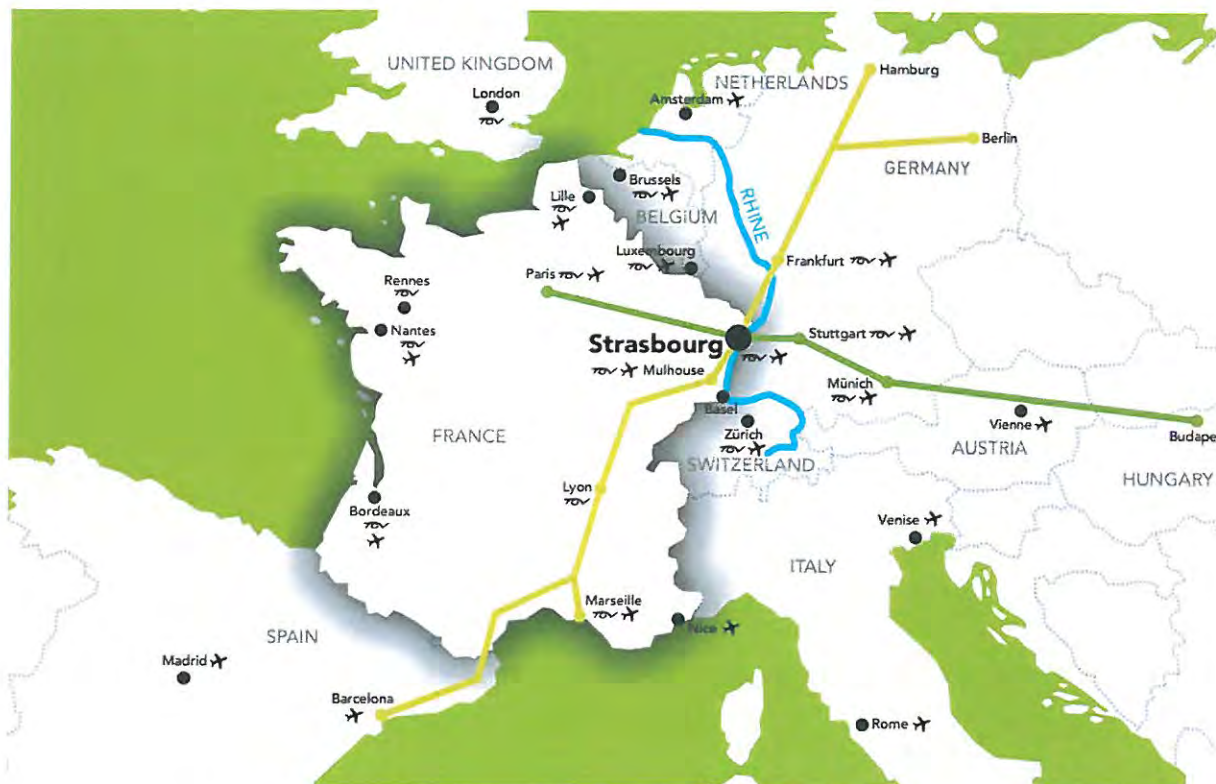 UNITED KINGDOM
London
TGV
NETHERLANDS
Amsterdam
Hamburg
Berlin
GERMANY
Brussels
TGV
Lille
TGV
BELGIUM
RHINE
Luxembourg
TGV
Frankfurt TGV
Paris TGV
Rennes
TGV
Nantes
TGV
Strasbourg
TGV
Stuttgart TGV
TGV Mulhouse
Münich
TGV
Basel
Zürich
TGV
SWITZERLAND
Vienne
AUSTRIA
Budape
HUNGARY
FRANCE
Lyon
TGV
Bordeaux
TGV
Venise
ITALY
Marseille
TGV
Nice
SPAIN
Madrid
Barcelona
Rome